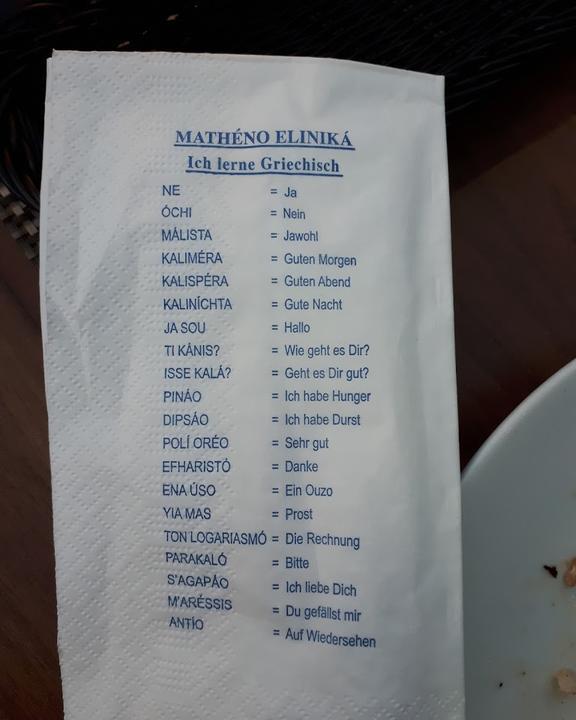 MATHÉNO ELINIKÁ
Ich lerne Griechisch
NE = Ja
ÓCHI = Nein
MÁLISTA = Jawohl
KALIMÉRA = Guten Morgen
KALISPÉRA = Guten Abend
KALINÍCHTA = Gute Nacht
JA SOU = Hallo
TI KÁNIS? = Wie geht es Dir?
ISSE KALÁ? = Geht es Dir gut?
PINÁO = Ich habe Hunger
DIPSÁO = Ich habe Durst
POLÍ ORÉO = Sehr gut
EFHARISTÓ = Danke
ENA ÚSO = Ein Ouzo
YIA MAS = Prost
TON LOGARIASMÓ = Die Rechnung
PARAKALÓ = Bitte
S'AGAPÁO = Ich liebe Dich
M'ARÉSSIS = Du gefällst mir
ANTÍO = Auf Wiedersehen